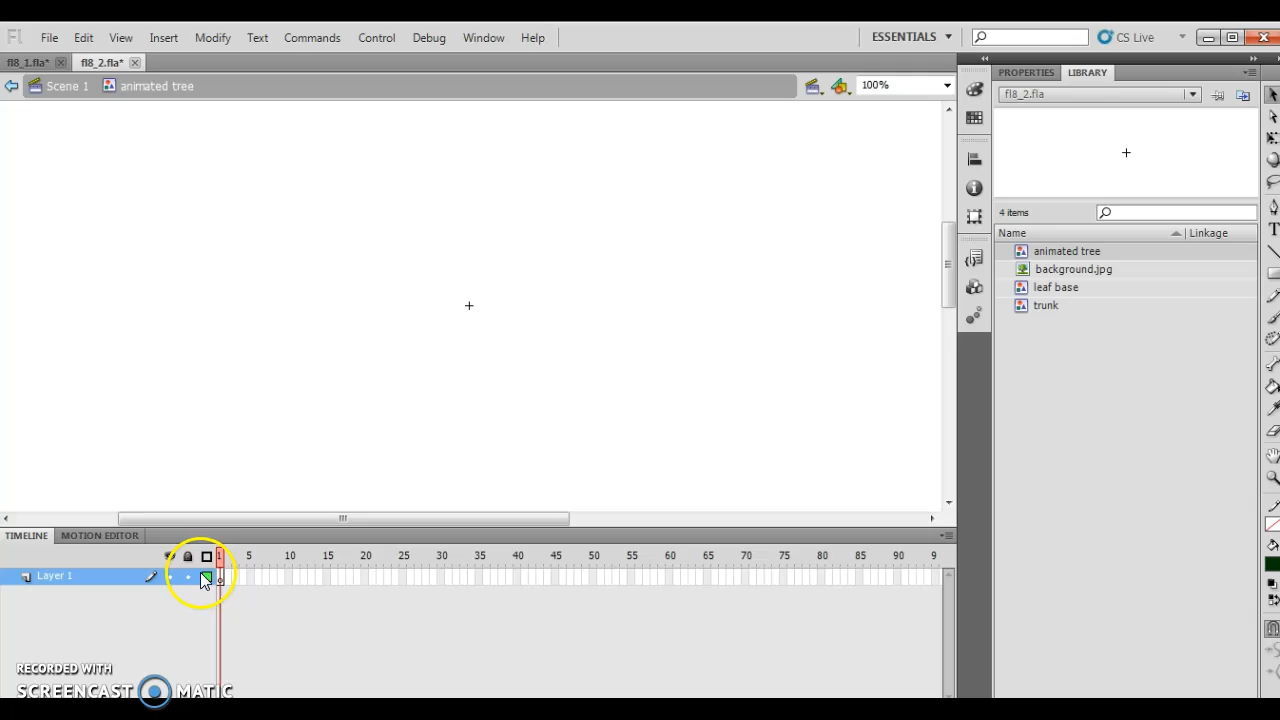 Fl File Edit View Insert Modify Text Commands Control Debug Window Help ESSENTIALS CS Live
fl8_1.fla* fl8_2.fla*
Scene 1 animated tree 100%
PROPERTIES LIBRARY
fl8_2.fla
4 items
Name Linkage
animated tree
background.jpg
leaf base
trunk
TIMELINE MOTION EDITOR
1 5 10 15 20 25 30 35 40 45 50 55 60 65 70 75 80 85 90 9
Layer 1
RECORDED WITH
SCREENCAST MATIC